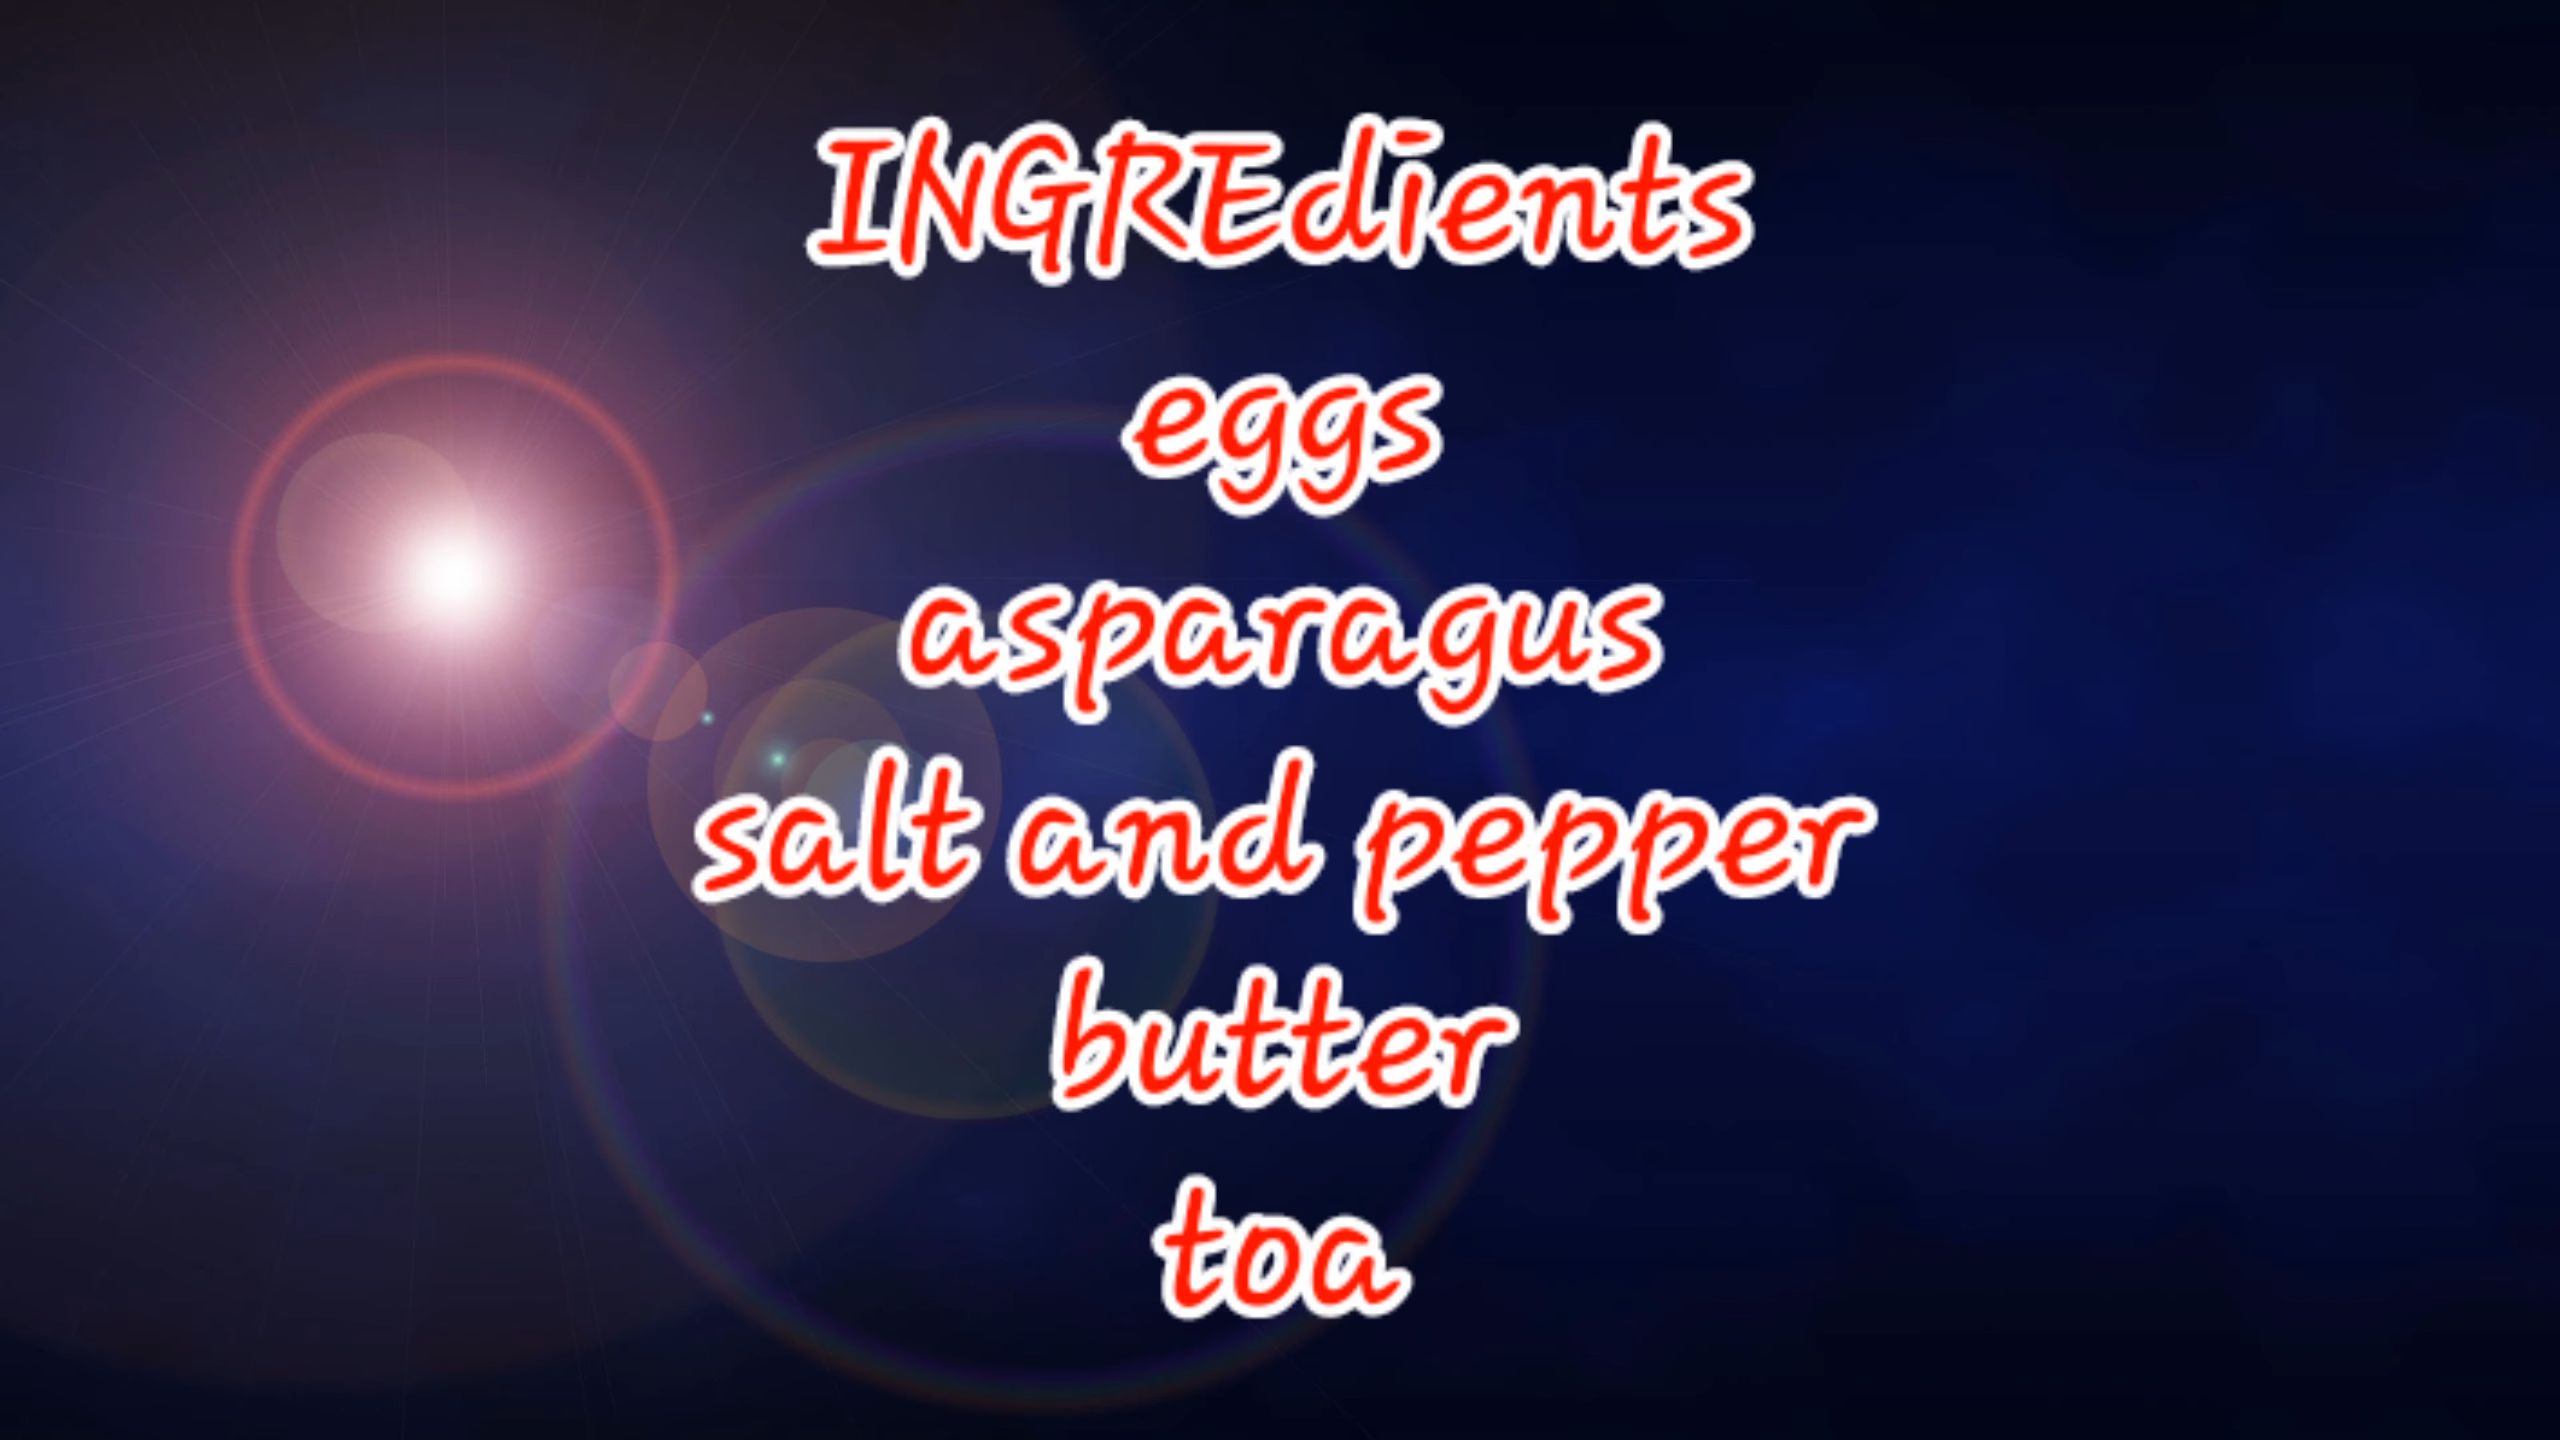 INGREdients
eggs
asparagus
salt and pepper
butter
toa